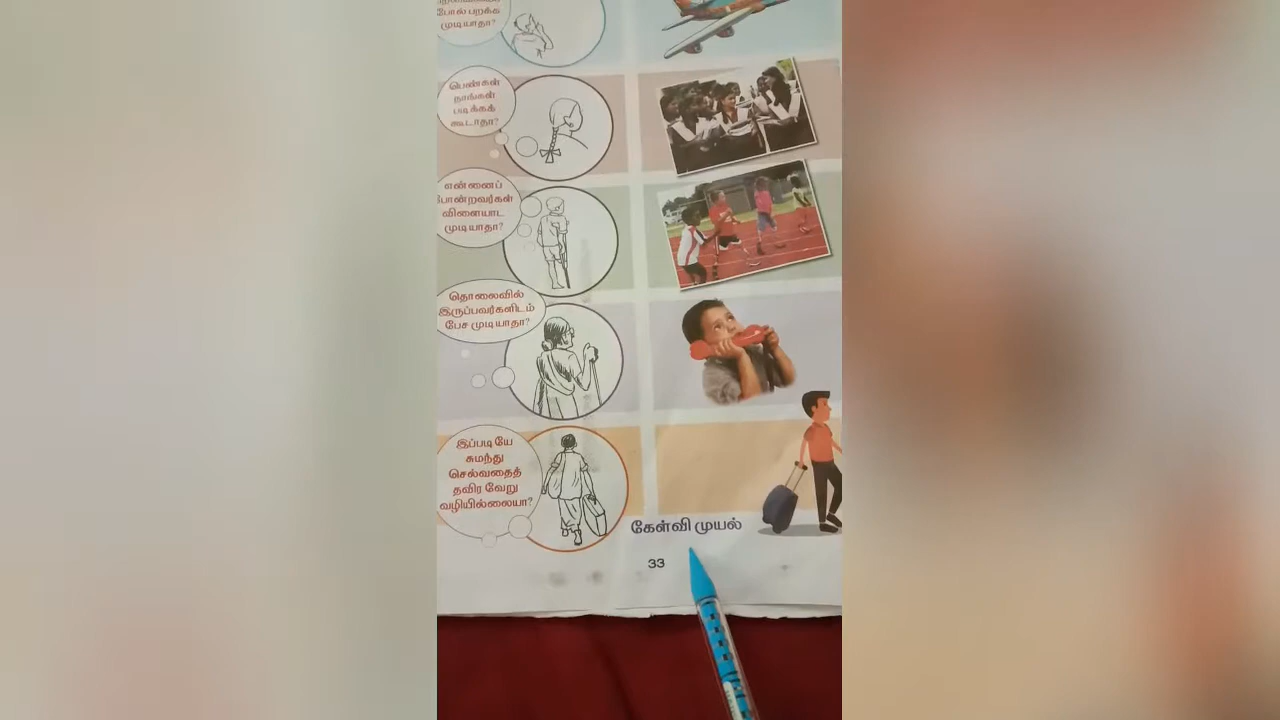 போல் பறக்க
முடியாதா?
பெண்கள்
நாங்கள்
படிக்கக்
கூடாதா?
என்னைப்
போன்றவர்கள்
விளையாட
முடியாதா?
தொலைவில்
இருப்பவர்களிடம்
பேச முடியாதா?
இப்படியே
சுமந்து
செல்வதைத்
தவிர வேறு
வழியில்லையா?
கேள்வி முயல்
33